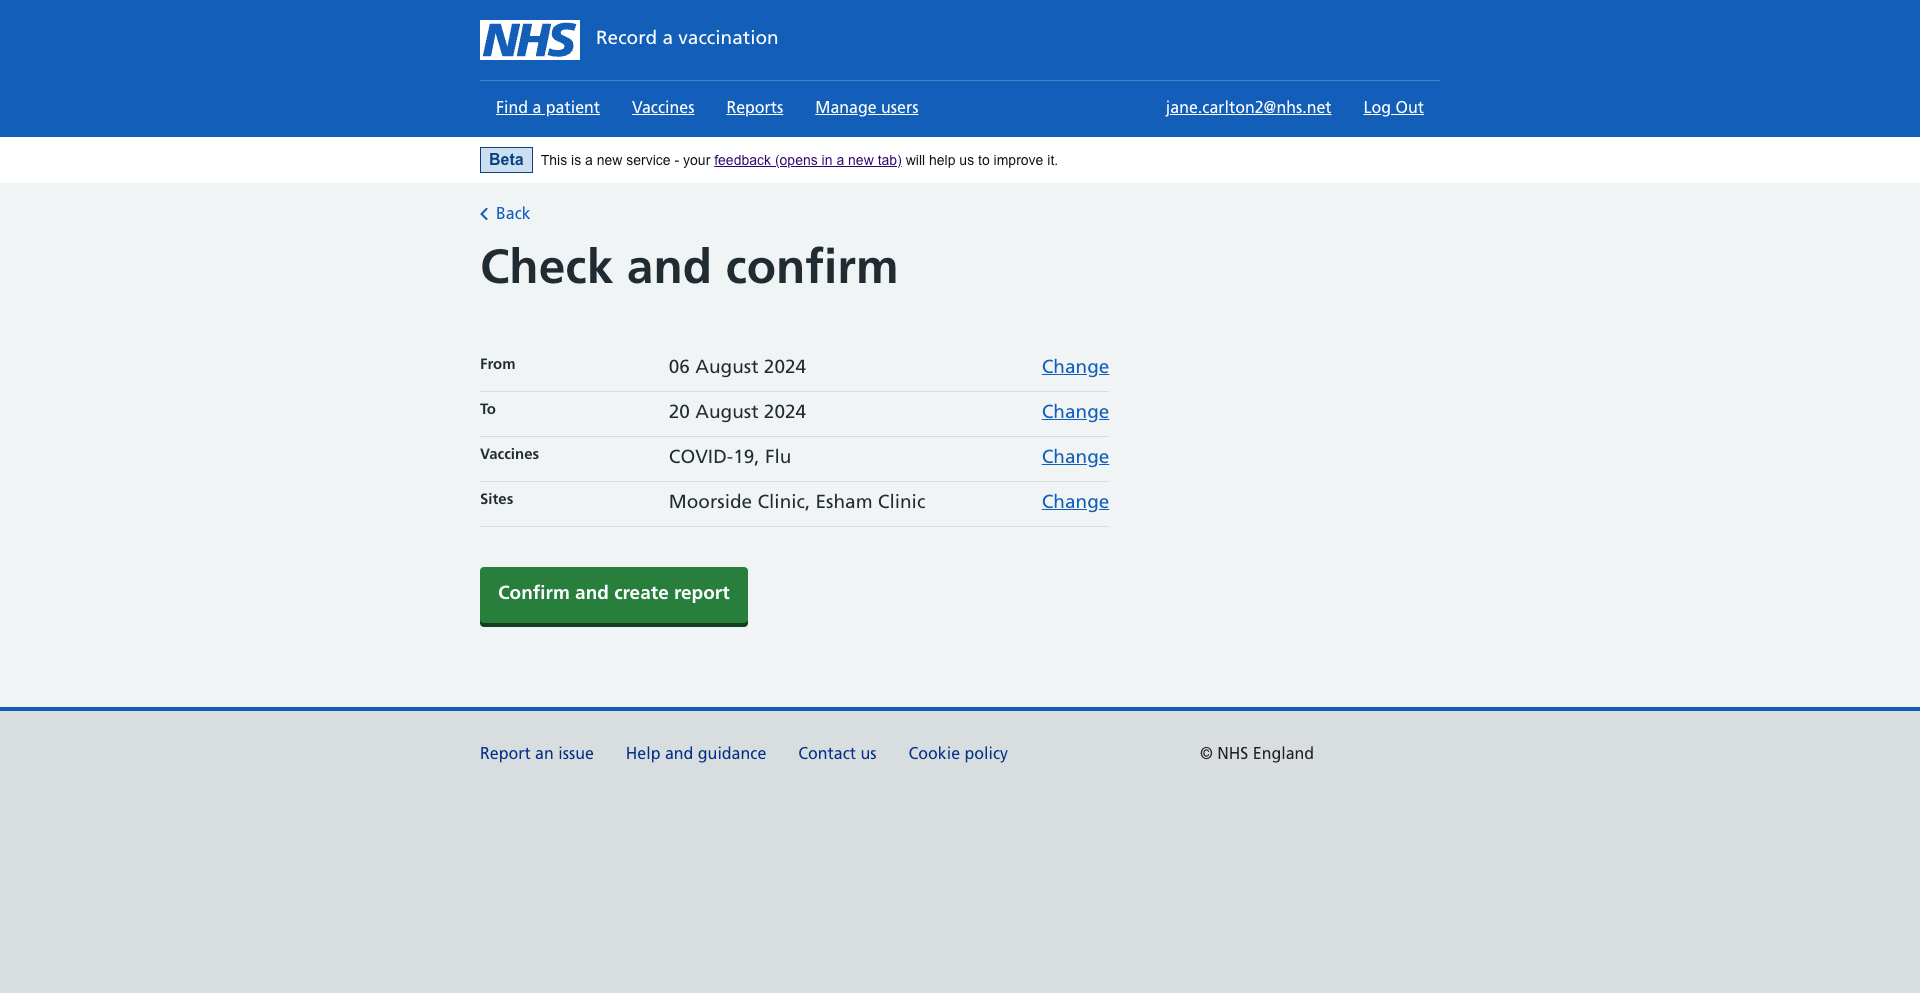 NHS Record a vaccination
Find a patient Vaccines Reports Manage users jane.carlton2@nhs.net Log Out
Beta This is a new service - your feedback (opens in a new tab) will help us to improve it.
Back
Check and confirm
From 06 August 2024 Change
To 20 August 2024 Change
Vaccines COVID-19, Flu Change
Sites Moorside Clinic, Esham Clinic Change
Confirm and create report
Report an issue Help and guidance Contact us Cookie policy © NHS England